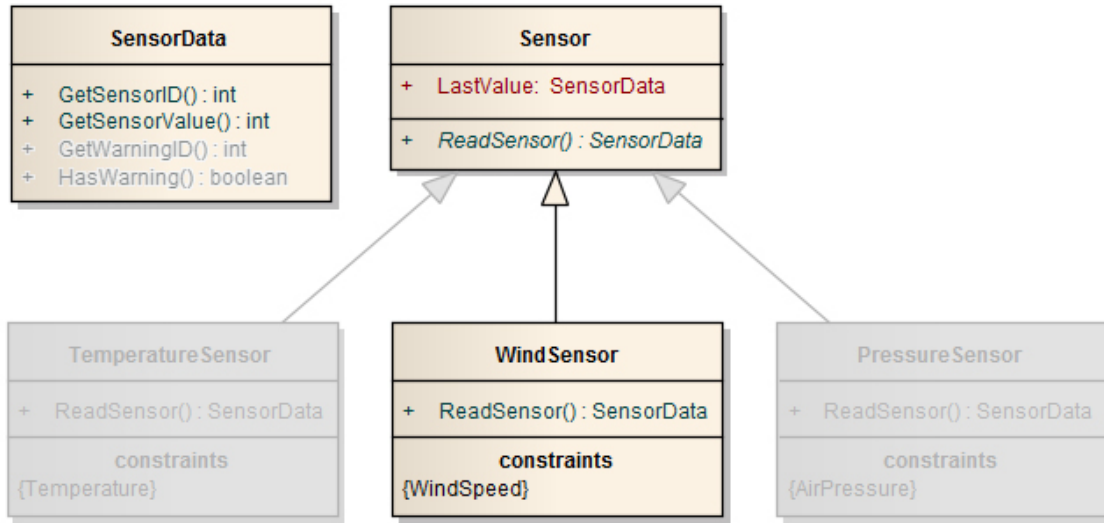 SensorData
+ GetSensorID() : int
+ GetSensorValue() : int
+ GetWarningID() : int
+ HasWarning() : boolean
Sensor
+ LastValue: SensorData
+ ReadSensor() : SensorData
TemperatureSensor
+ ReadSensor() : SensorData
constraints
{Temperature}
WindSensor
+ ReadSensor() : SensorData
constraints
{WindSpeed}
PressureSensor
+ ReadSensor() : SensorData
constraints
{AirPressure}